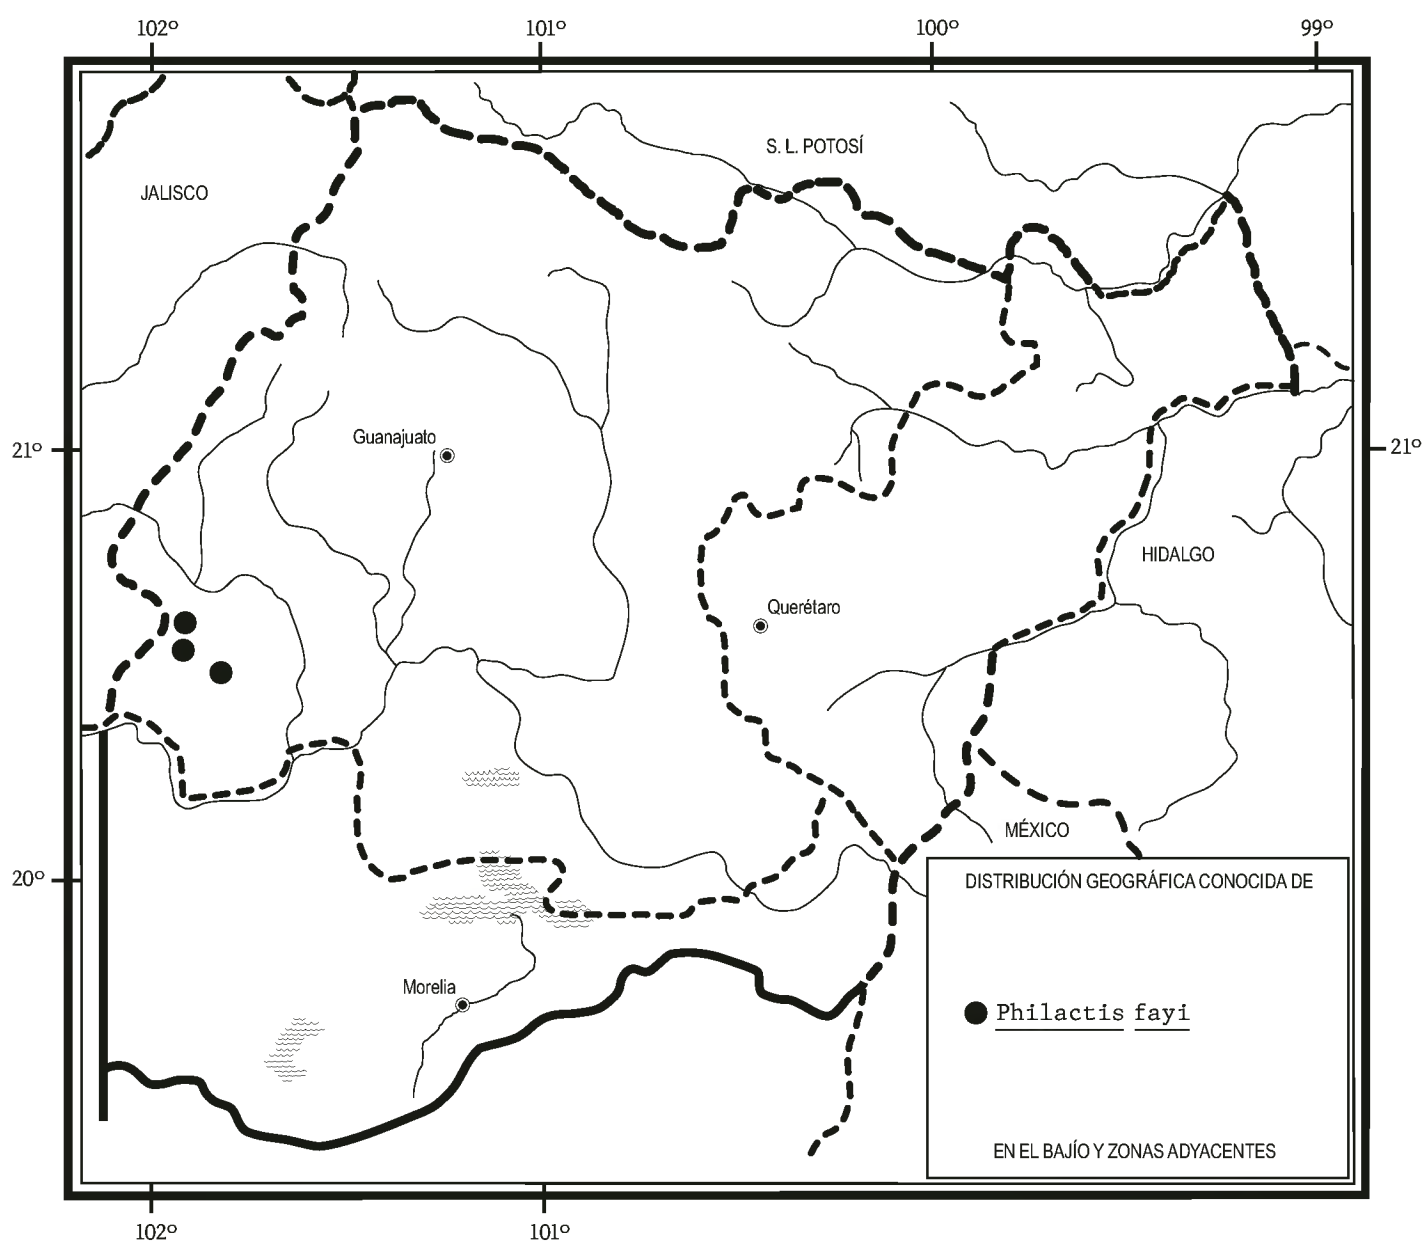 102º 101º 100º 99º
S. L. POTOSÍ
JALISCO
Guanajuato
21º 21º
HIDALGO
Querétaro
MÉXICO
20º
DISTRIBUCIÓN GEOGRÁFICA CONOCIDA DE
Morelia
Philactis fayi
EN EL BAJÍO Y ZONAS ADYACENTES
102º 101º